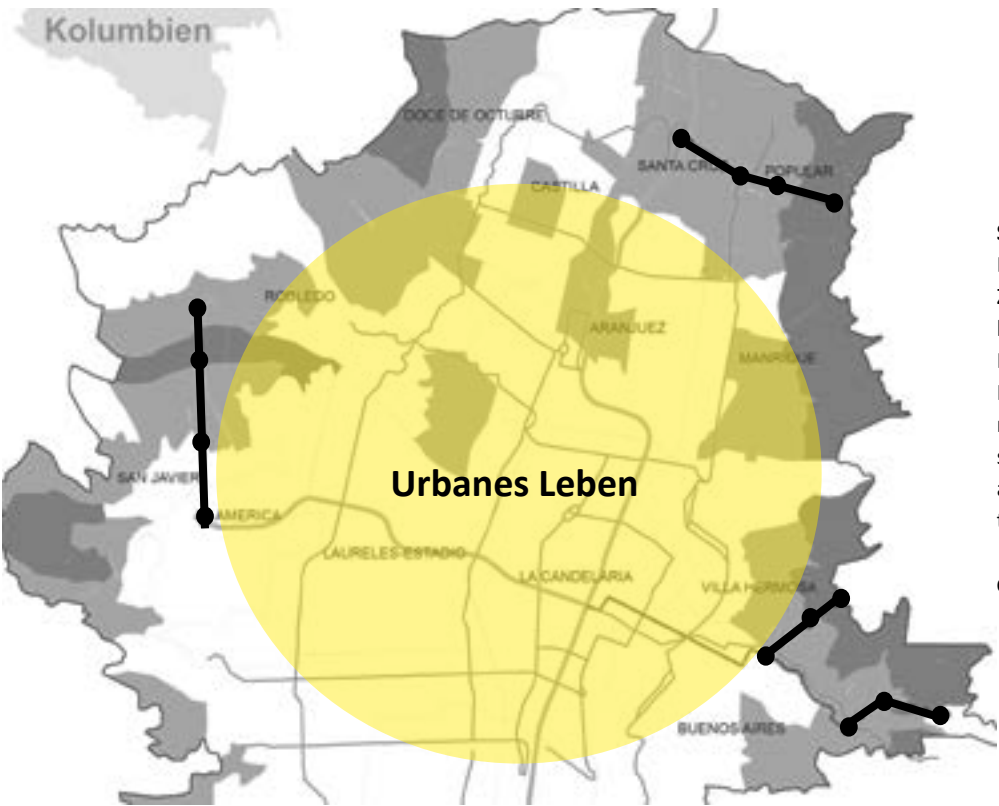 Kolumbien
DOCE DE OCTUBRE
SANTA CRUZ
POPULAR
CASTILLA
ROBLEDO
ARANJUEZ
MANRIQUE
SAN JAVIER
Urbanes Leben
AMERICA
LAURELES-ESTADIO
LA CANDELARIA
VILLA HERMOSA
BUENOS AIRES